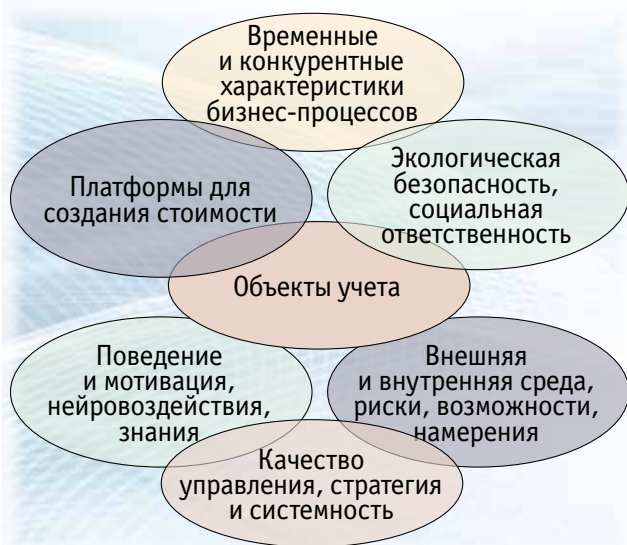 Временные
и конкурентные
характеристики
бизнес-процессов
Платформы для
создания стоимости
Экологическая
безопасность,
социальная
ответственность
Объекты учета
Поведение
и мотивация,
нейровоздействия,
знания
Внешняя
и внутренняя среда,
риски, возможности,
намерения
Качество
управления, стратегия
и системность